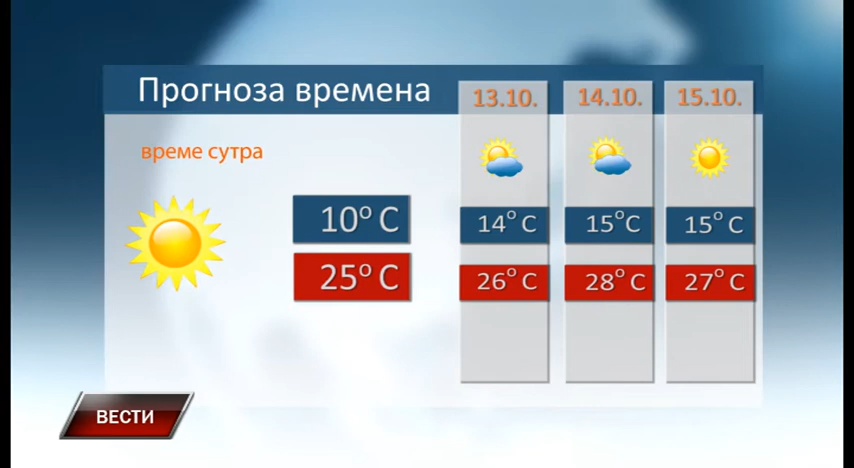 Прогноза времена
13.10. 14.10. 15.10.
време сутра
10° C 14° C 15°C 15° C
25° C 26° C 28° C 27° C
ВЕСТИ